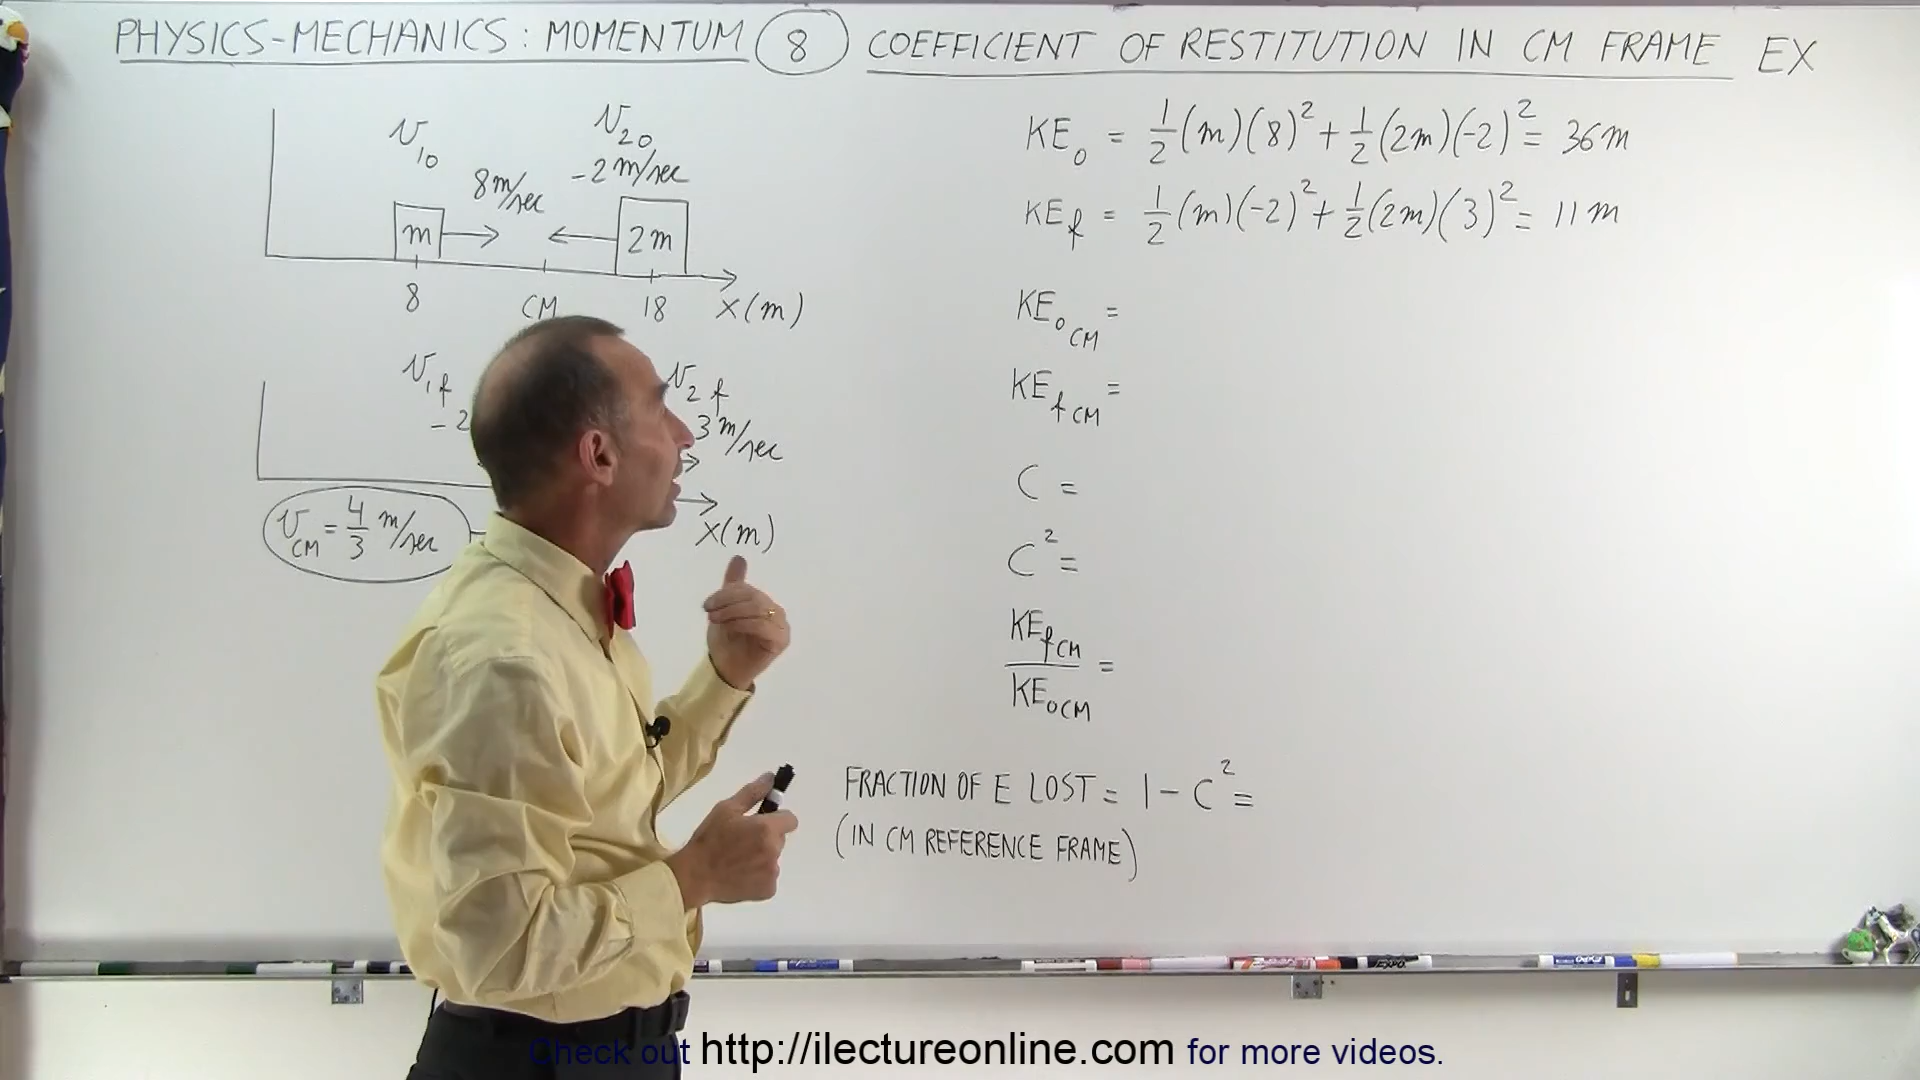 PHYSICS-MECHANICS: MOMENTUM 8 COEFFICIENT OF RESTITUTION IN CM FRAME EX
v₁₀
v₂₀
8 m/sec
-2 m/sec
m
2m
8
CM
18
X(m)
v₁f
-2
v₂f
3 m/sec
X(m)
v_CM = 4/3 m/sec
KE₀ = 1/2(m)(8)² + 1/2(2m)(-2)² = 36m
KEf = 1/2(m)(-2)² + 1/2(2m)(3)² = 11m
KE₀CM =
KEfCM =
C =
C² =
KEfCM/KE₀CM =
FRACTION OF E LOST = 1 - C² =
(IN CM REFERENCE FRAME)
EXPO
Check out http://ilectureonline.com for more videos.